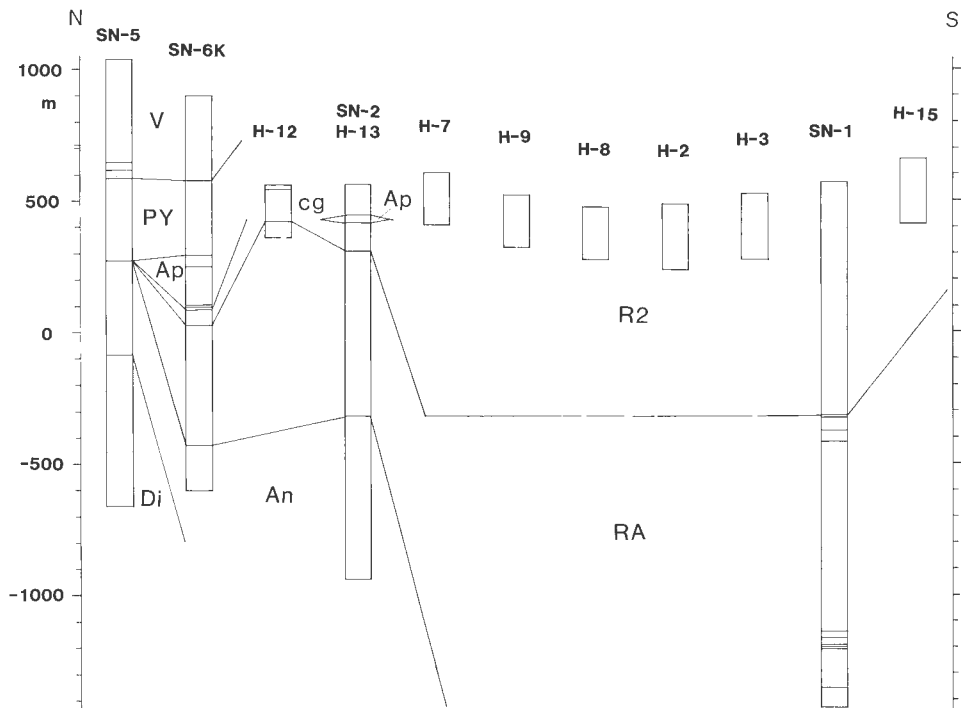 N S
SN-5
SN-6K
1000
m
V
H-12
SN-2
H-13
H-7
H-9
H-8
H-2
H-3
SN-1
H-15
500
PY
cg
Ap
Ap
0
R2
-500
Di
An
RA
-1000